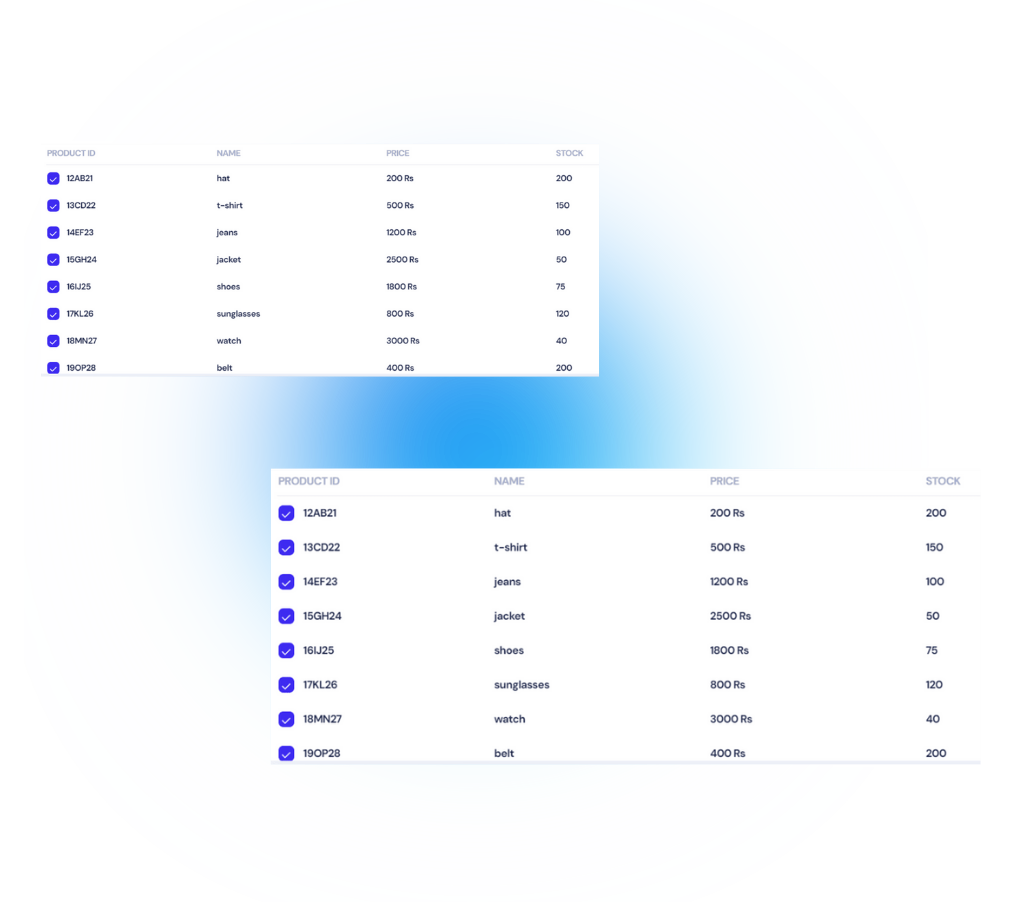 PRODUCT ID NAME PRICE STOCK
12AB21 hat 200 Rs 200
13CD22 t-shirt 500 Rs 150
14EF23 jeans 1200 Rs 100
15GH24 jacket 2500 Rs 50
16IJ25 shoes 1800 Rs 75
17KL26 sunglasses 800 Rs 120
18MN27 watch 3000 Rs 40
19OP28 belt 400 Rs 200
PRODUCT ID NAME PRICE STOCK
12AB21 hat 200 Rs 200
13CD22 t-shirt 500 Rs 150
14EF23 jeans 1200 Rs 100
15GH24 jacket 2500 Rs 50
16IJ25 shoes 1800 Rs 75
17KL26 sunglasses 800 Rs 120
18MN27 watch 3000 Rs 40
19OP28 belt 400 Rs 200